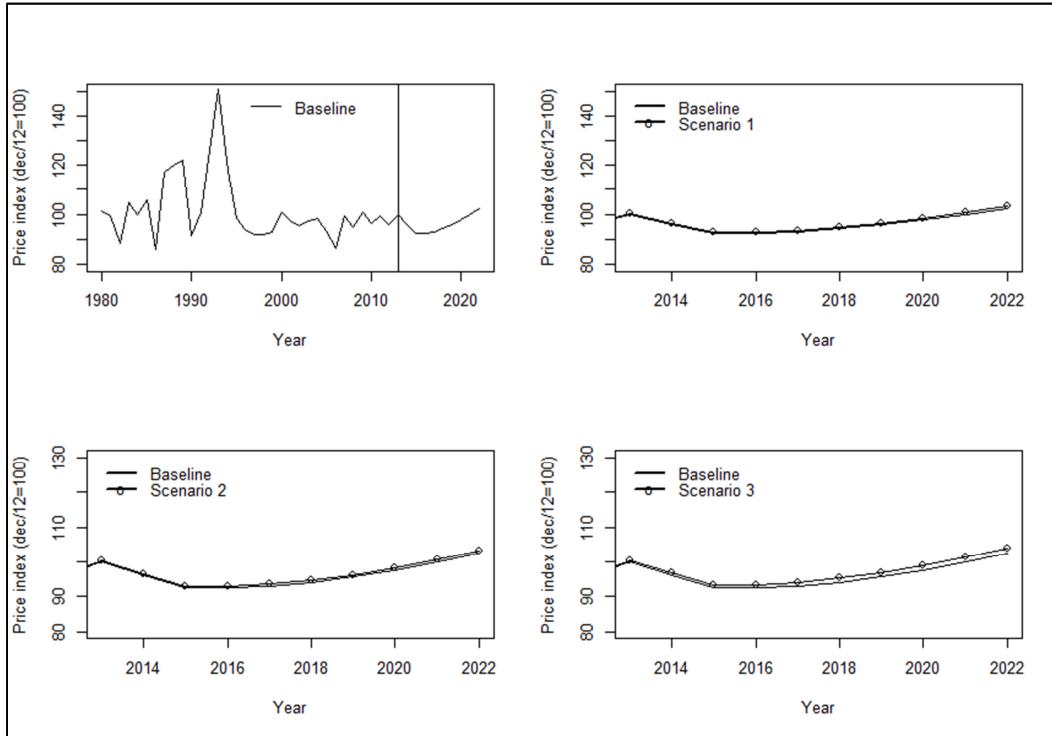 Price index (dec/12=100)
140
120
100
80
Baseline
1980 1990 2000 2010 2020
Year
Price index (dec/12=100)
140
120
100
80
Baseline
Scenario 1
2014 2016 2018 2020 2022
Year
Price index (dec/12=100)
130
110
90
80
Baseline
Scenario 2
2014 2016 2018 2020 2022
Year
Price index (dec/12=100)
130
110
90
80
Baseline
Scenario 3
2014 2016 2018 2020 2022
Year